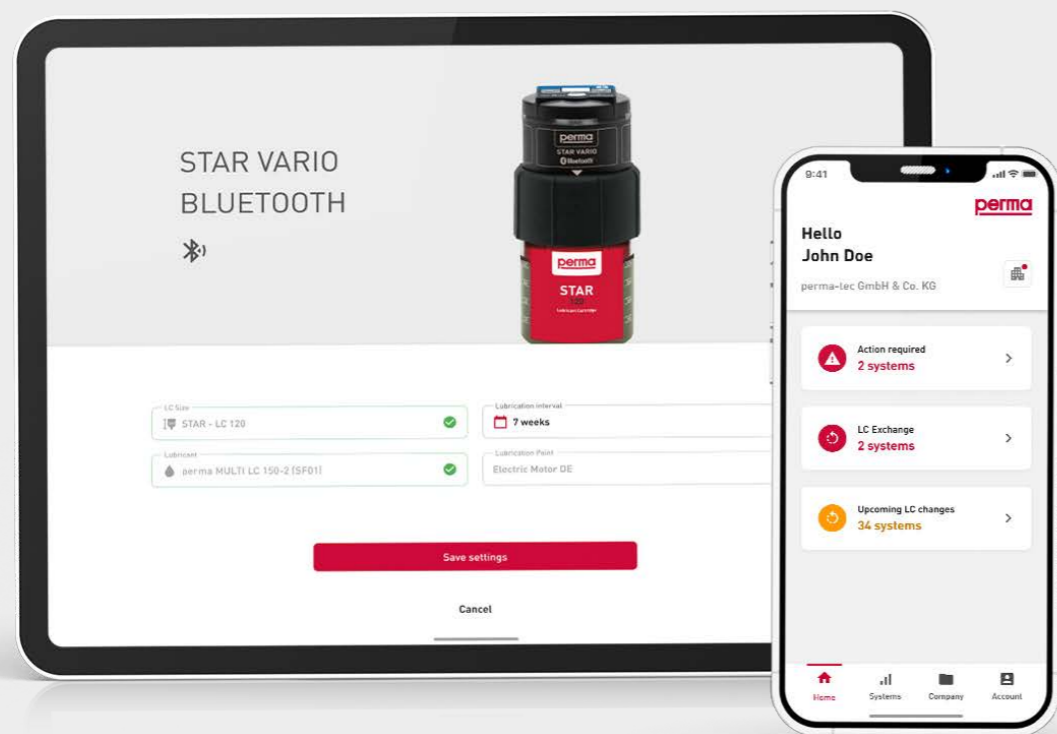 STAR VARIO
BLUETOOTH
perma
STAR VARIO
Bluetooth
perma
STAR
120
Lubricant Cartridge
LC Size
STAR - LC 120
Lubrication interval
7 weeks
Lubricant
perma MULTI LC 150-2 (SF01)
Lubrication Point
Electric Motor DE
Save settings
Cancel
9:41
perma
Hello
John Doe
perma-tec GmbH & Co. KG
Action required
2 systems
LC Exchange
2 systems
Upcoming LC changes
34 systems
Home
Systems
Company
Account